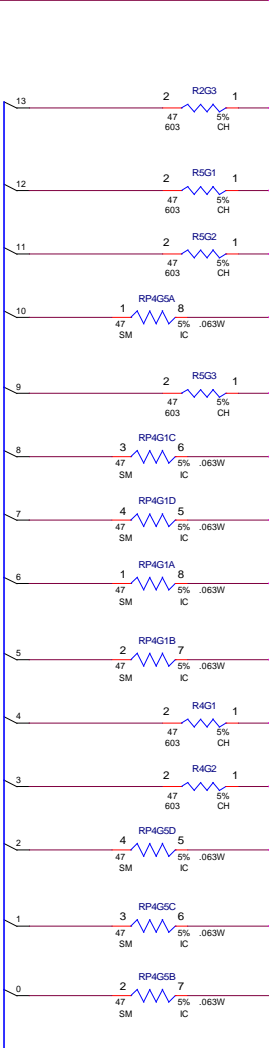 R2G3
13 2 1
47 5%
603 CH
R5G1
12 2 1
47 5%
603 CH
R5G2
11 2 1
47 5%
603 CH
RP4G5A
10 1 8
47 5% .063W
SM IC
R5G3
9 2 1
47 5%
603 CH
RP4G1C
8 3 6
47 5% .063W
SM IC
RP4G1D
7 4 5
47 5% .063W
SM IC
RP4G1A
6 1 8
47 5% .063W
SM IC
RP4G1B
5 2 7
47 5% .063W
SM IC
R4G1
4 2 1
47 5%
603 CH
R4G2
3 2 1
47 5%
603 CH
RP4G5D
2 4 5
47 5% .063W
SM IC
RP4G5C
1 3 6
47 5% .063W
SM IC
RP4G5B
0 2 7
47 5% .063W
SM IC